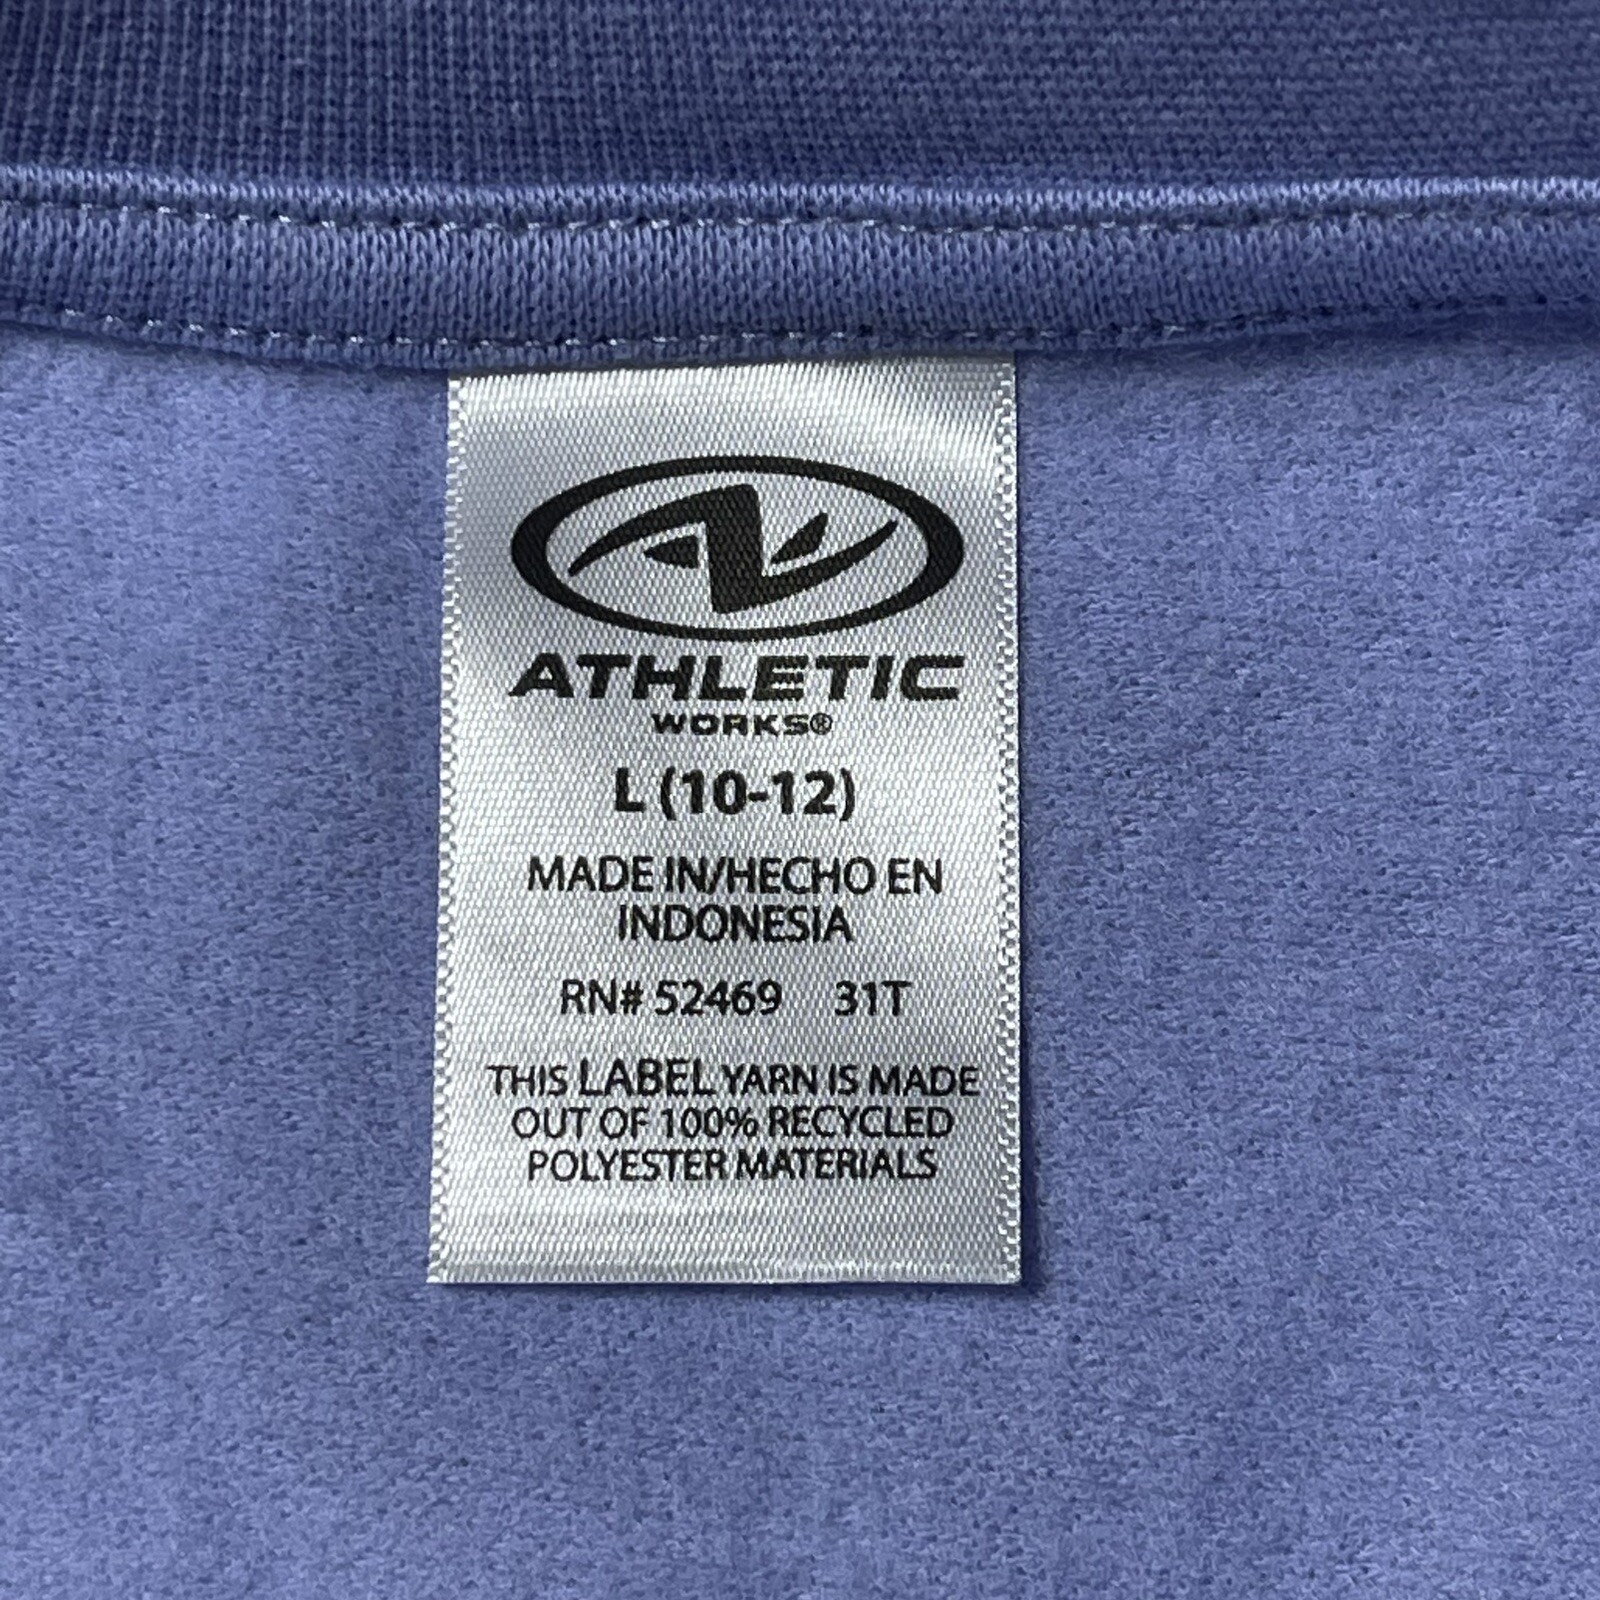 ATHLETIC
WORKS®
L (10-12)
MADE IN/HECHO EN
INDONESIA
RN# 52469 31T
THIS LABEL YARN IS MADE
OUT OF 100% RECYCLED
POLYESTER MATERIALS